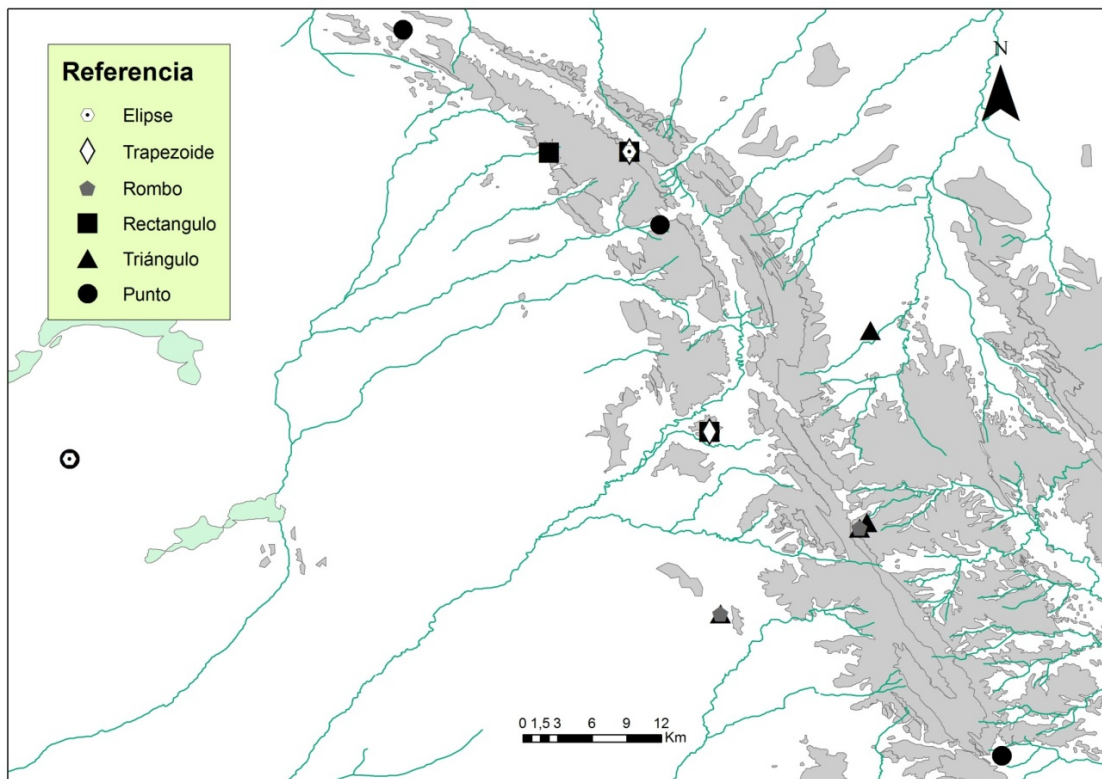 Referencia
Elipse
Trapezoide
Rombo
Rectangulo
Triángulo
Punto
N
0 1,5 3 6 9 12
Km